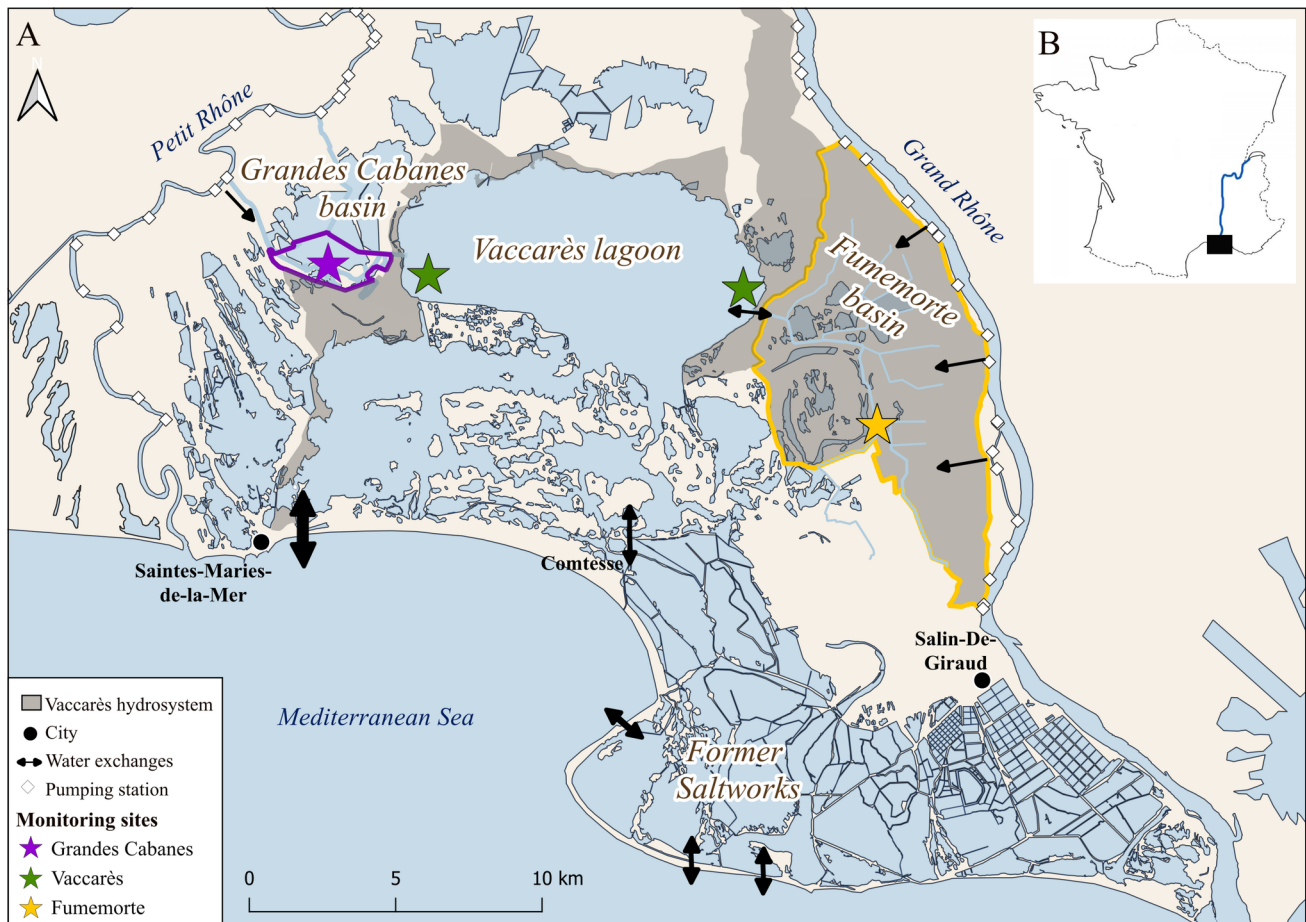 A
N
B
Petit Rhône
Grandes Cabanes
basin
Vaccarès lagoon
Grand Rhône
Fumemorte
basin
Saintes-Maries-
de-la-Mer
Comtesse
Salin-De-
Giraud
Mediterranean Sea
Former
Saltworks
Vaccarès hydrosystem
City
Water exchanges
Pumping station
Monitoring sites
Grandes Cabanes
Vaccarès
Fumemorte
0 5 10 km